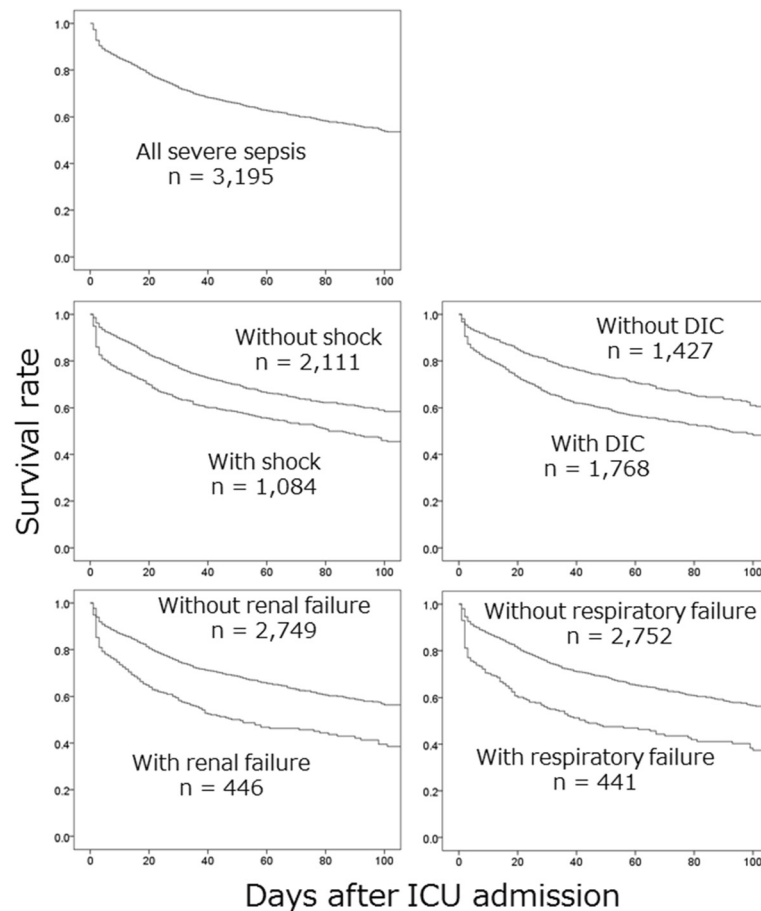 1.0
0.8
0.6
0.4
0.2
0.0
All severe sepsis
n = 3,195
0 20 40 60 80 100
Survival rate
1.0
0.8
0.6
0.4
0.2
0.0
Without shock
n = 2,111
With shock
n = 1,084
0 20 40 60 80 100
1.0
0.8
0.6
0.4
0.2
0.0
Without DIC
n = 1,427
With DIC
n = 1,768
0 20 40 60 80 100
1.0
0.8
0.6
0.4
0.2
0.0
Without renal failure
n = 2,749
With renal failure
n = 446
0 20 40 60 80 100
1.0
0.8
0.6
0.4
0.2
0.0
Without respiratory failure
n = 2,752
With respiratory failure
n = 441
0 20 40 60 80 100
Days after ICU admission